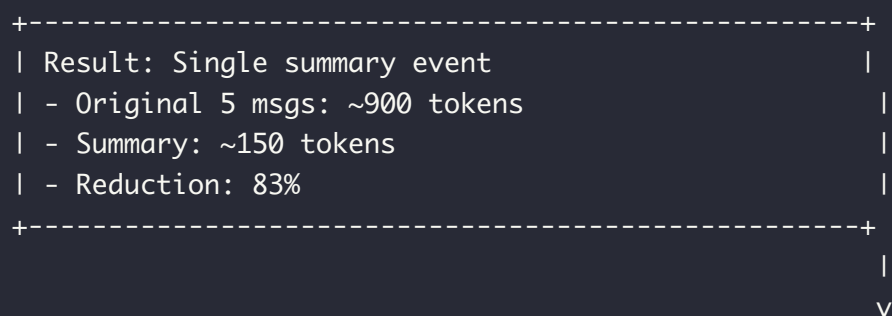 +----------------------------------------------------+
| Result: Single summary event                       |
| - Original 5 msgs: ~900 tokens                      |
| - Summary: ~150 tokens                              |
| - Reduction: 83%                                    |
+----------------------------------------------------+
                                                      |
                                                      v